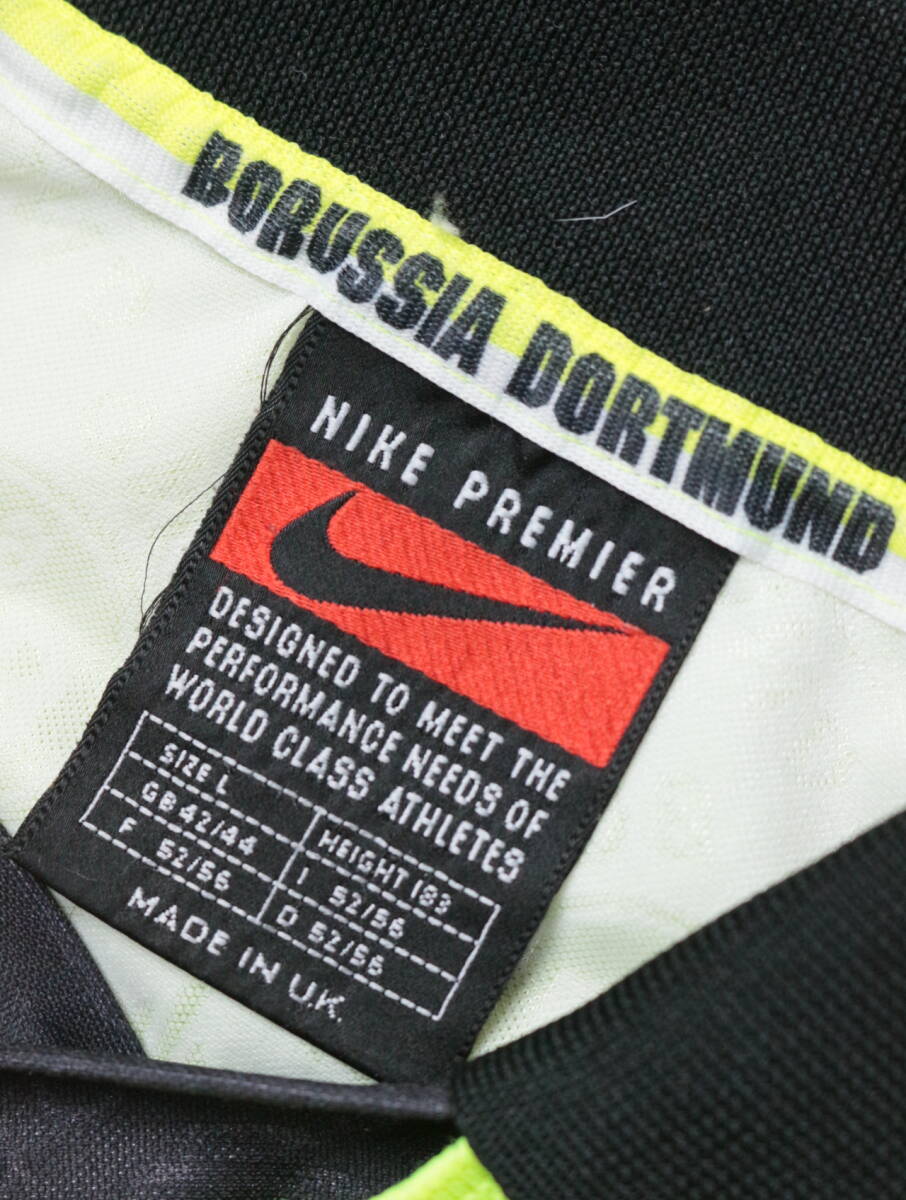 BORUSSIA DORTMUND
NIKE PREMIER
DESIGNED TO MEET THE
PERFORMANCE NEEDS OF
WORLD CLASS ATHLETES
SIZE L HEIGHT 183
GB 42/44 I 52/56
F 52/56 D 52/56
MADE IN U.K.